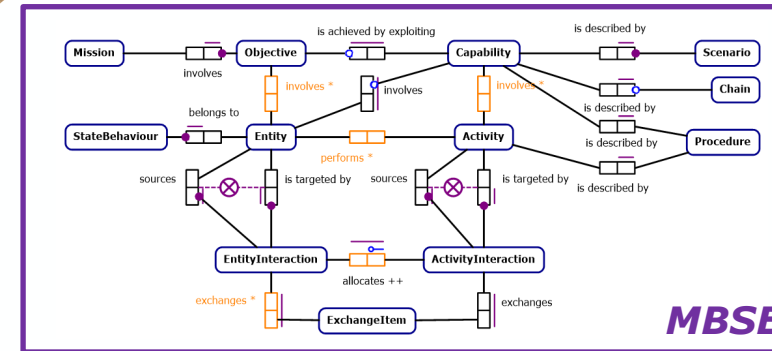 is achieved by exploiting
is described by
Mission
Objective
Capability
Scenario
involves
involves *
involves
involves *
Chain
is described by
belongs to
is described by
StateBehaviour
Entity
Activity
Procedure
performs *
sources
is targeted by
sources
is targeted by
is described by
EntityInteraction
ActivityInteraction
allocates ++
exchanges *
exchanges
ExchangeItem